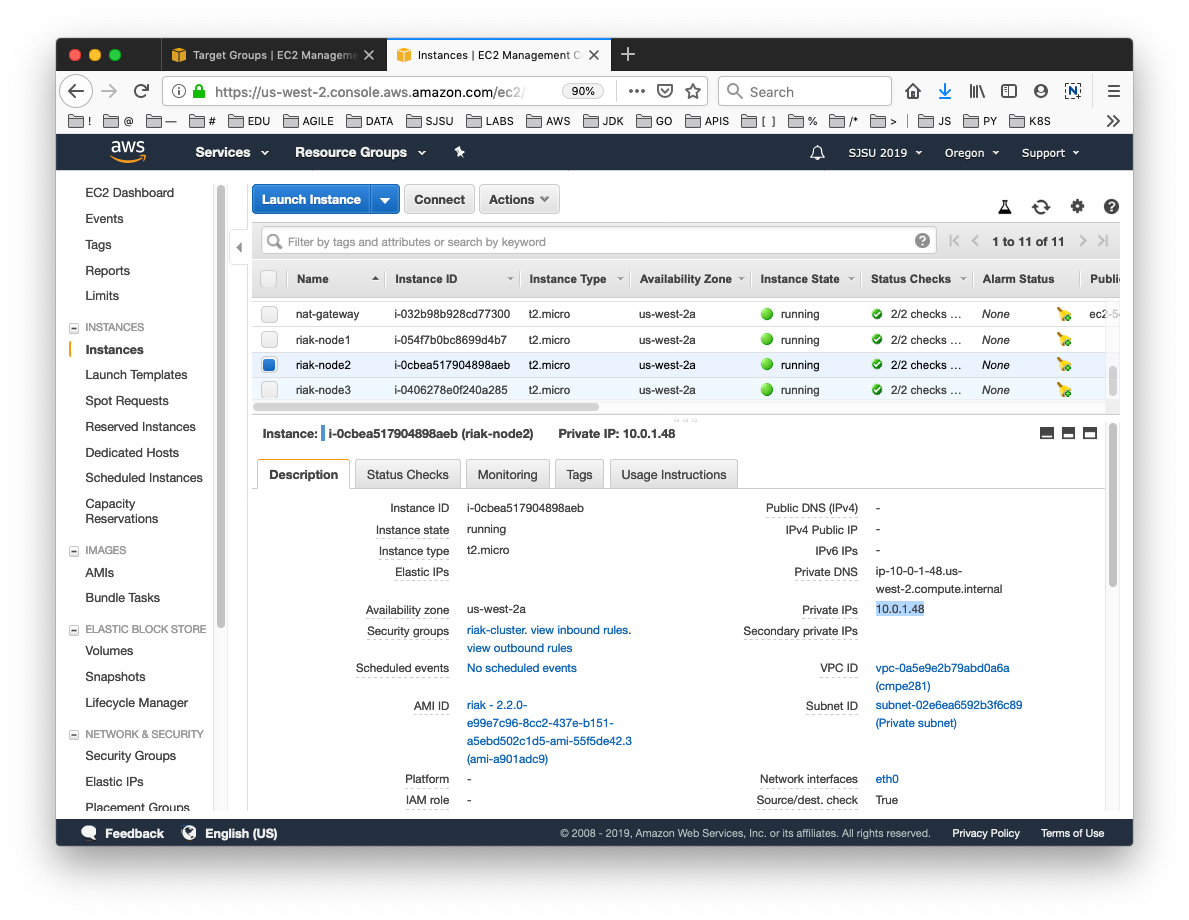 Target Groups | EC2 Manageme
Instances | EC2 Management C
https://us-west-2.console.aws.amazon.com/ec2/
90%
Search
! @ — # EDU AGILE DATA SJSU LABS AWS JDK GO APIS [ ] % /* > JS PY K8S
aws
Services Resource Groups SJSU 2019 Oregon Support
EC2 Dashboard
Events
Tags
Reports
Limits
INSTANCES
Instances
Launch Templates
Spot Requests
Reserved Instances
Dedicated Hosts
Scheduled Instances
Capacity
Reservations
IMAGES
AMIs
Bundle Tasks
ELASTIC BLOCK STORE
Volumes
Snapshots
Lifecycle Manager
NETWORK & SECURITY
Security Groups
Elastic IPs
Placement Groups
Launch Instance Connect Actions
Filter by tags and attributes or search by keyword
1 to 11 of 11
Name Instance ID Instance Type Availability Zone Instance State Status Checks Alarm Status Publi
nat-gateway i-032b98b928cd77300 t2.micro us-west-2a running 2/2 checks ... None ec2-5
riak-node1 i-054f7b0bc8699d4b7 t2.micro us-west-2a running 2/2 checks ... None
riak-node2 i-0cbea517904898aeb t2.micro us-west-2a running 2/2 checks ... None
riak-node3 i-0406278e0f240a285 t2.micro us-west-2a running 2/2 checks ... None
Instance: i-0cbea517904898aeb (riak-node2) Private IP: 10.0.1.48
Description Status Checks Monitoring Tags Usage Instructions
Instance ID i-0cbea517904898aeb
Instance state running
Instance type t2.micro
Elastic IPs
Availability zone us-west-2a
Security groups riak-cluster. view inbound rules.
view outbound rules
Scheduled events No scheduled events
AMI ID riak - 2.2.0-
e99e7c96-8cc2-437e-b151-
a5ebd502c1d5-ami-55f5de42.3
(ami-a901adc9)
Platform -
IAM role -
Public DNS (IPv4) -
IPv4 Public IP -
IPv6 IPs -
Private DNS ip-10-0-1-48.us-
west-2.compute.internal
Private IPs 10.0.1.48
Secondary private IPs
VPC ID vpc-0a5e9e2b79abd0a6a
(cmpe281)
Subnet ID subnet-02e6ea6592b3f6c89
(Private subnet)
Network interfaces eth0
Source/dest. check True
Feedback English (US) © 2008 - 2019, Amazon Web Services, Inc. or its affiliates. All rights reserved. Privacy Policy Terms of Use